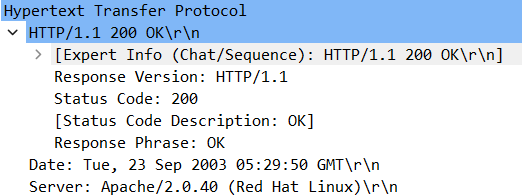 Hypertext Transfer Protocol
HTTP/1.1 200 OK\r\n
[Expert Info (Chat/Sequence): HTTP/1.1 200 OK\r\n]
Response Version: HTTP/1.1
Status Code: 200
[Status Code Description: OK]
Response Phrase: OK
Date: Tue, 23 Sep 2003 05:29:50 GMT\r\n
Server: Apache/2.0.40 (Red Hat Linux)\r\n